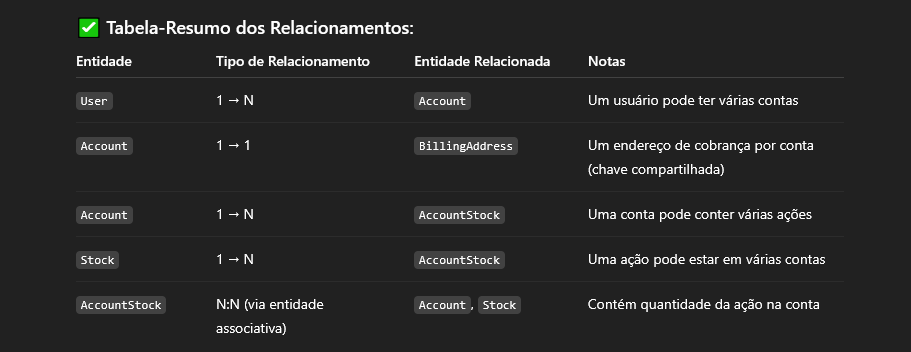 ✅ Tabela-Resumo dos Relacionamentos:
Entidade Tipo de Relacionamento Entidade Relacionada Notas
User 1 → N Account Um usuário pode ter várias contas
Account 1 → 1 BillingAddress Um endereço de cobrança por conta
(chave compartilhada)
Account 1 → N AccountStock Uma conta pode conter várias ações
Stock 1 → N AccountStock Uma ação pode estar em várias contas
AccountStock N:N (via entidade Account, Stock Contém quantidade da ação na conta
associativa)